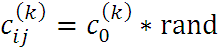 c_{ij}^{(k)} = c_0^{(k)} * rand